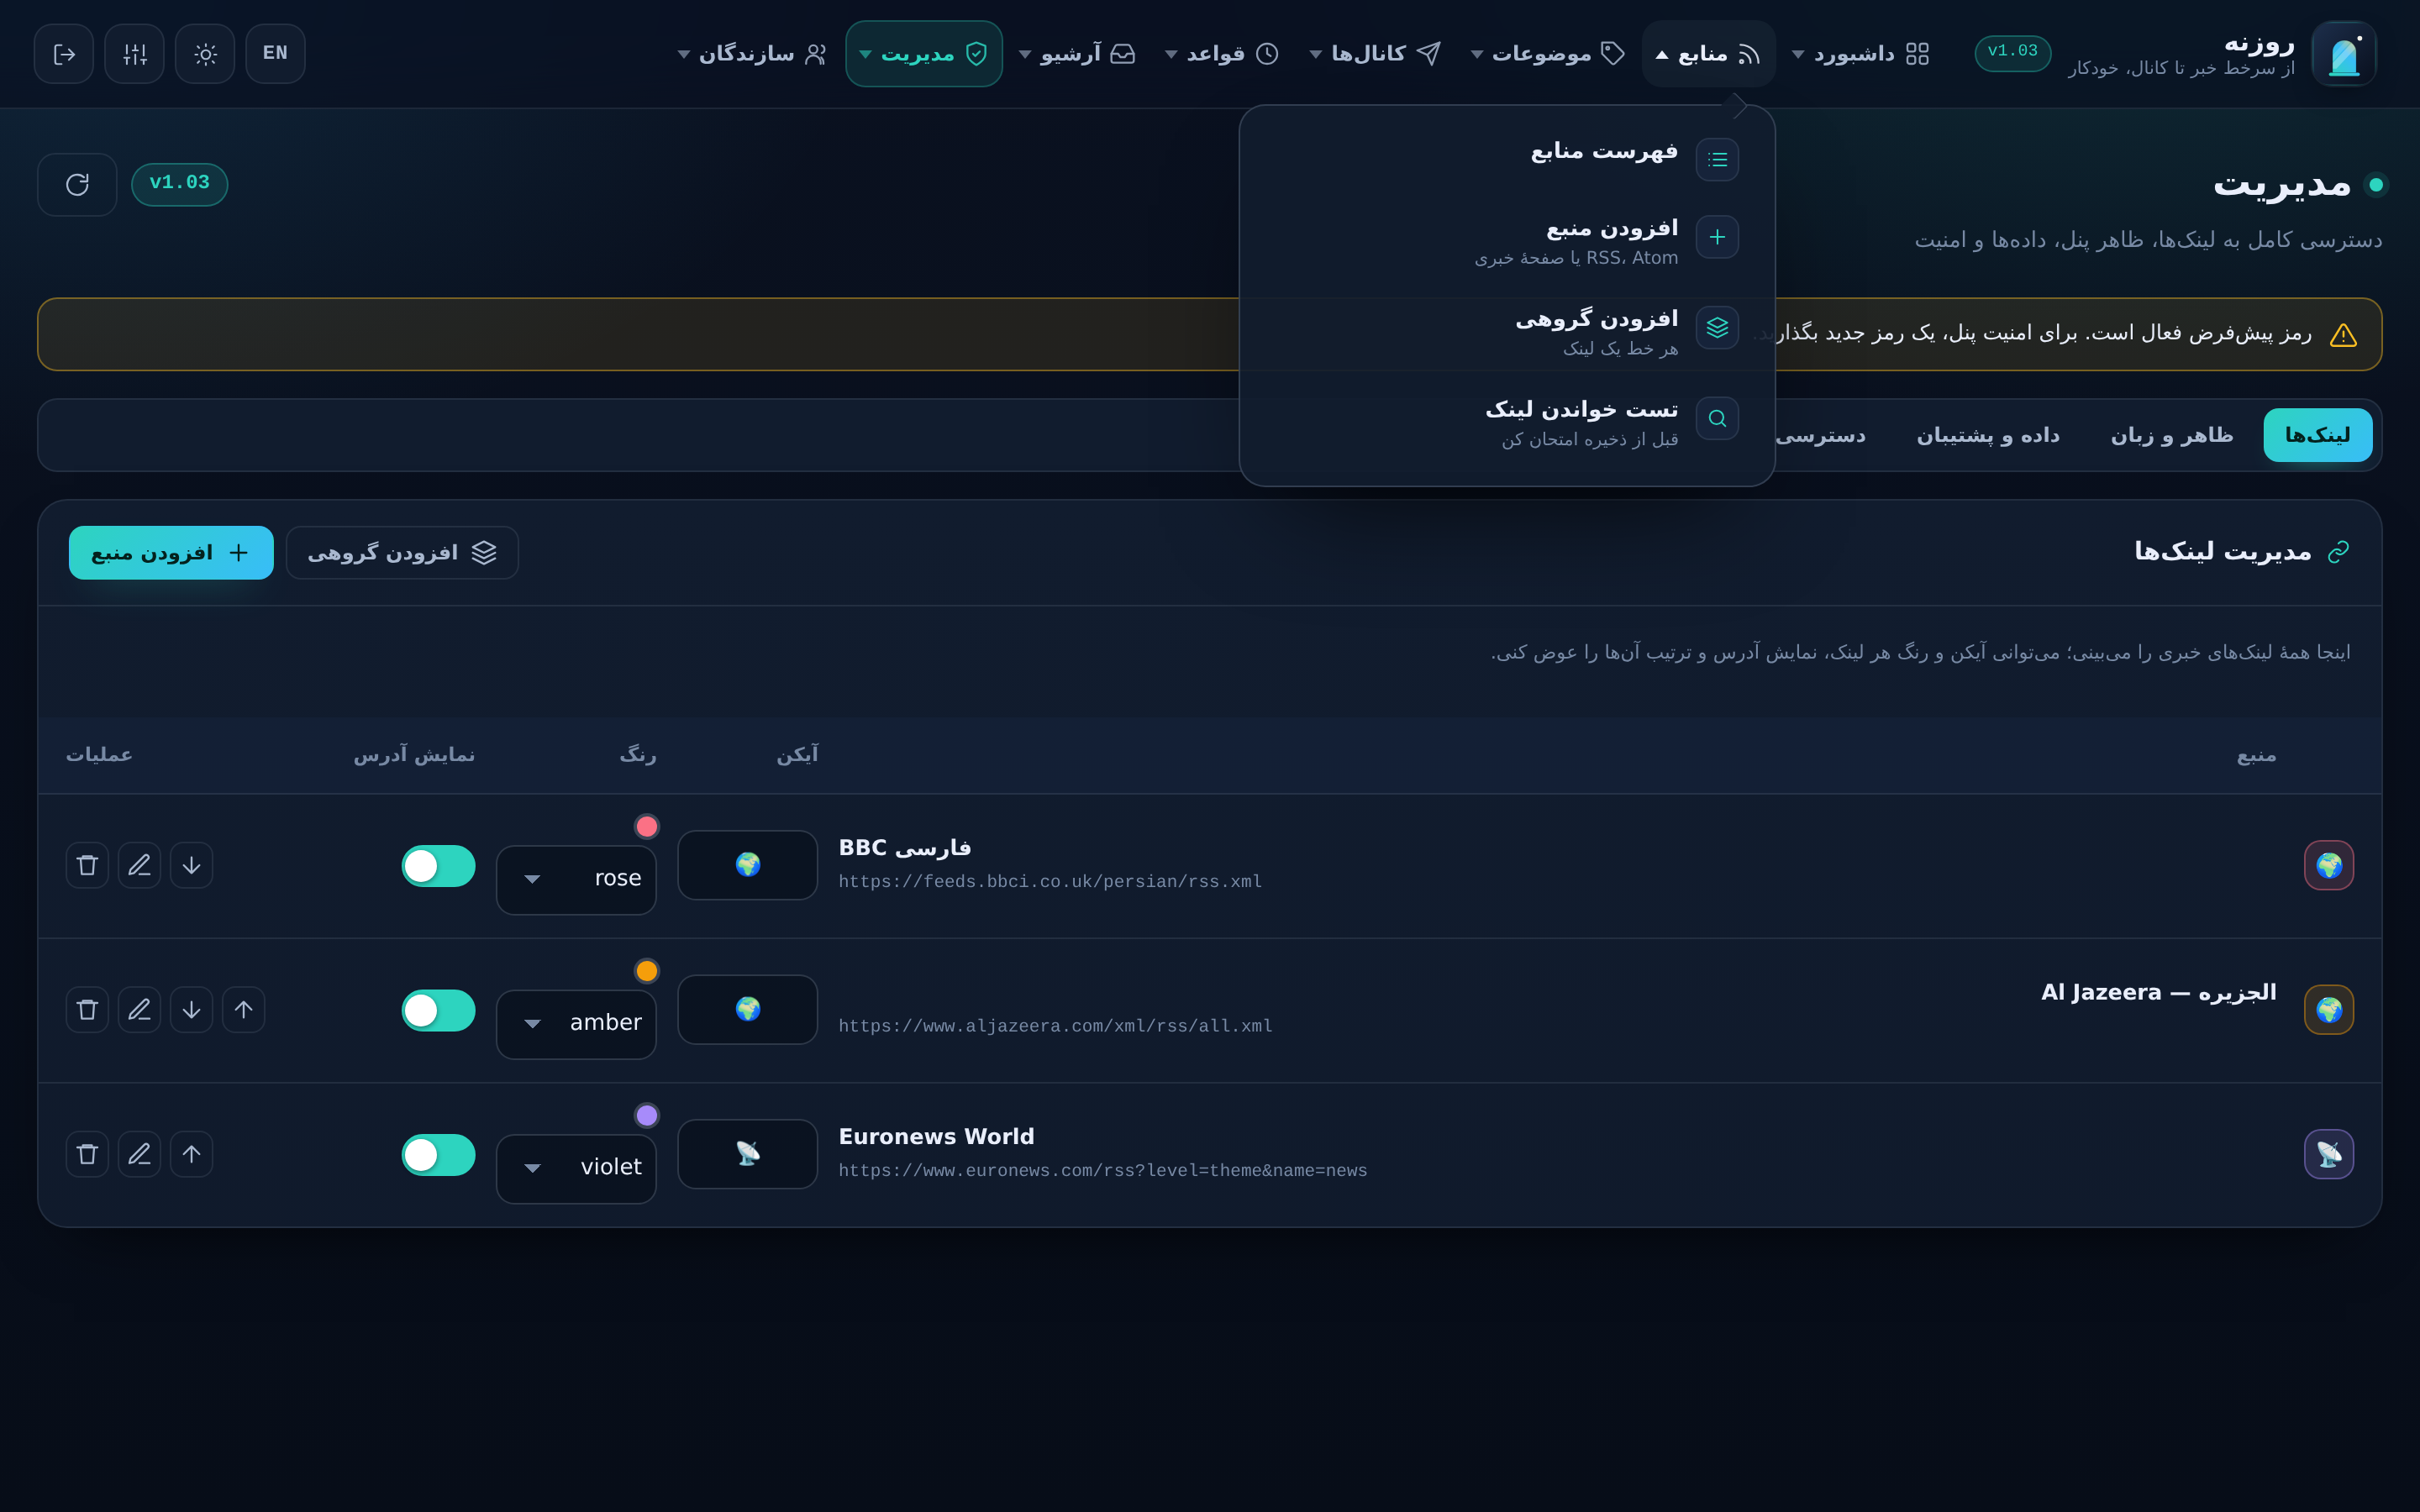 روزنه
از سرخط خبر تا کانال، خودکار
v1.03
داشبورد
منابع
موضوعات
کانال‌ها
قواعد
آرشیو
مدیریت
سازندگان
EN
فهرست منابع
افزودن منبع
RSS، Atom یا صفحهٔ خبری
افزودن گروهی
هر خط یک لینک
تست خواندن لینک
قبل از ذخیره امتحان کن
مدیریت
v1.03
دسترسی کامل به لینک‌ها، ظاهر پنل، داده‌ها و امنیت
رمز پیش‌فرض فعال است. برای امنیت پنل، یک رمز جدید بگذارید.
لینک‌ها
ظاهر و زبان
داده و پشتیبان
دسترسی
مدیریت لینک‌ها
افزودن گروهی
افزودن منبع
اینجا همهٔ لینک‌های خبری را می‌بینی؛ می‌توانی آیکن و رنگ هر لینک، نمایش آدرس و ترتیب آن‌ها را عوض کنی.
منبع آیکن رنگ نمایش آدرس عملیات
BBC فارسی
https://feeds.bbci.co.uk/persian/rss.xml
rose
الجزیره — Al Jazeera
https://www.aljazeera.com/xml/rss/all.xml
amber
Euronews World
https://www.euronews.com/rss?level=theme&name=news
violet